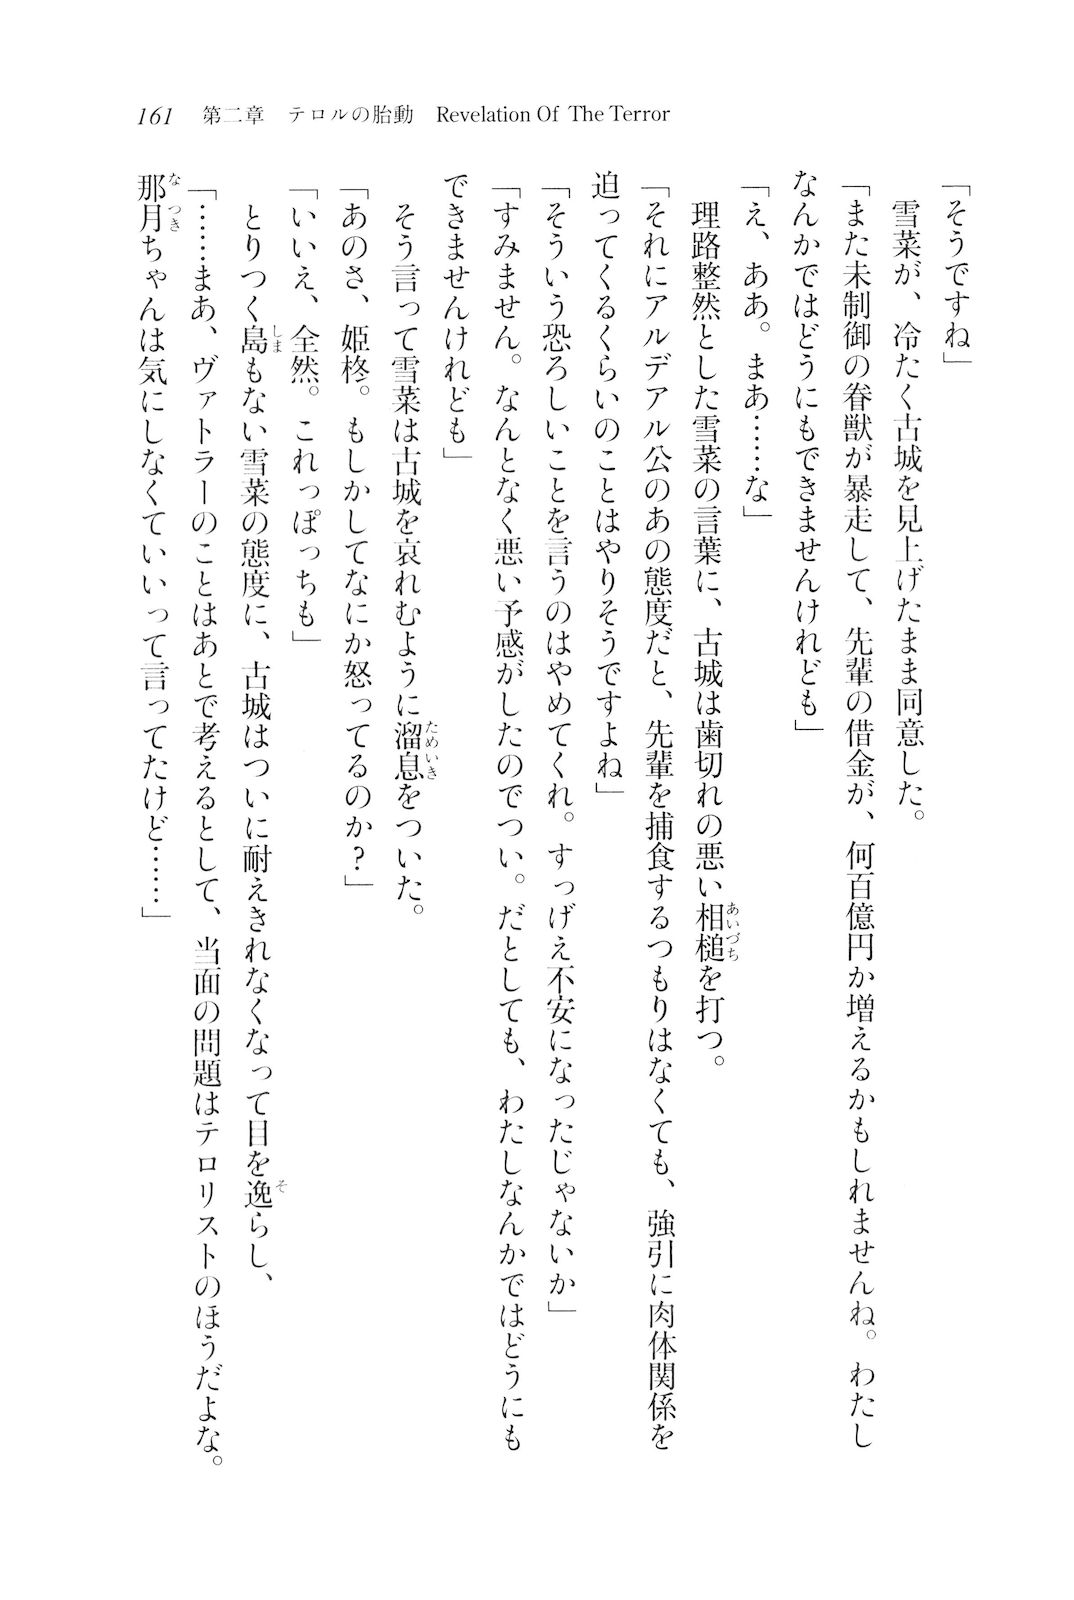 161 第二章 テロルの胎動 Revelation Of The Terror
「そうですね」
雪菜が、冷たく古城を見上げたまま同意した。
「また未制御の眷獣が暴走して、先輩の借金が、何百億円か増えるかもしれませんね。わたし
なんかではどうにもできませんけれども」
「え、ああ。まあ……な」
理路整然とした雪菜の言葉に、古城は歯切れの悪い相槌を打つ。
「それにアルデアル公のあの態度だと、先輩を捕食するつもりはなくても、強引に肉体関係を
迫ってくるくらいのことはやりそうですよね」
「そういう恐ろしいことを言うのはやめてくれ。すっげえ不安になったじゃないか」
「すみません。なんとなく悪い予感がしたのでつい。だとしても、わたしなんかではどうにも
できませんけれども」
そう言って雪菜は古城を哀れむように溜息をついた。
「あのさ、姫柊。もしかしてなにか怒ってるのか？」
「いいえ、全然。これっぽっちも」
とりつく島もない雪菜の態度に、古城はついに耐えきれなくなって目を逸らし、
「……まあ、ヴァトラーのことはあとで考えるとして、当面の問題はテロリストのほうだよな。
那月ちゃんは気にしなくていいって言ってたけど……」